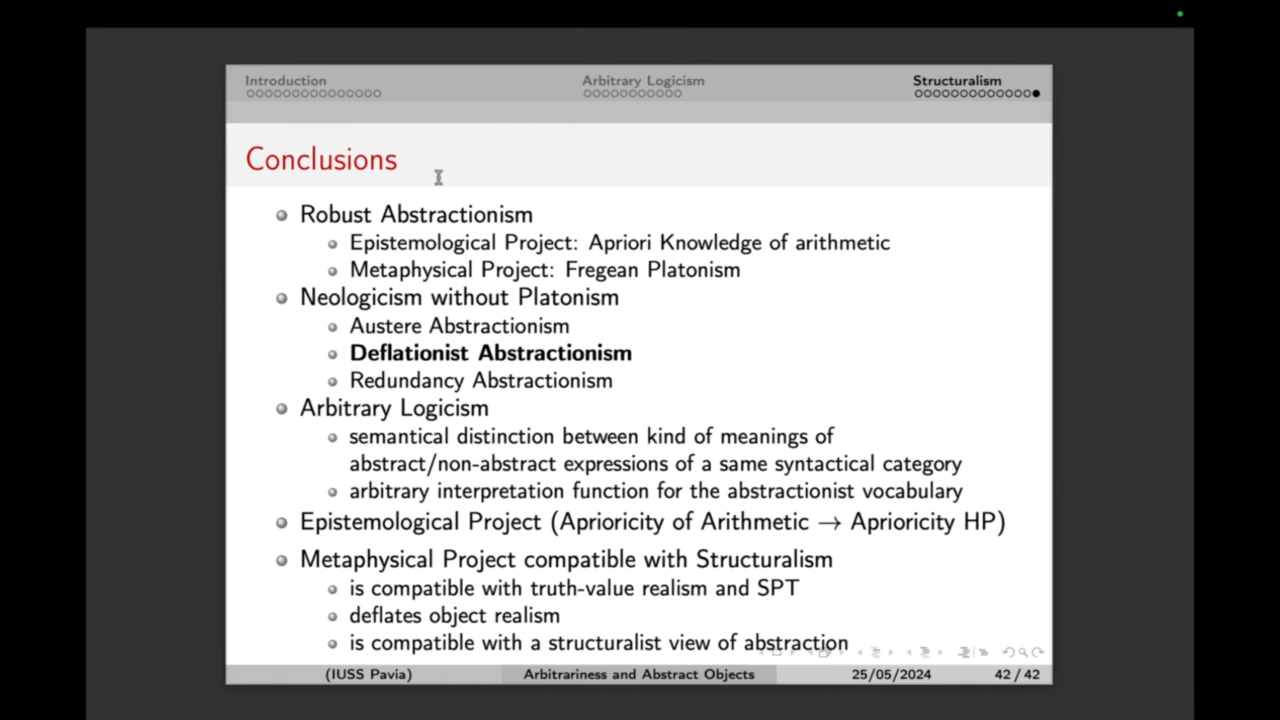 Introduction Arbitrary Logicism Structuralism
Conclusions
Robust Abstractionism
Epistemological Project: Apriori Knowledge of arithmetic
Metaphysical Project: Fregean Platonism
Neologicism without Platonism
Austere Abstractionism
Deflationist Abstractionism
Redundancy Abstractionism
Arbitrary Logicism
semantical distinction between kind of meanings of
abstract/non-abstract expressions of a same syntactical category
arbitrary interpretation function for the abstractionist vocabulary
Epistemological Project (Aprioricity of Arithmetic → Aprioricity HP)
Metaphysical Project compatible with Structuralism
is compatible with truth-value realism and SPT
deflates object realism
is compatible with a structuralist view of abstraction
(IUSS Pavia) Arbitrariness and Abstract Objects 25/05/2024 42 / 42